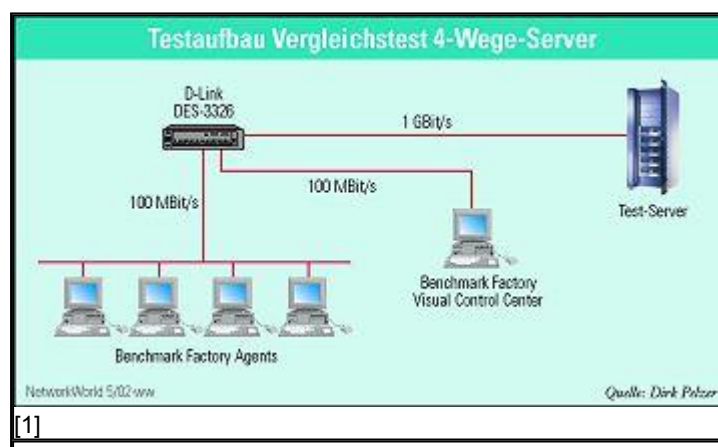 Testaufbau Vergleichstest 4-Wege-Server
D-Link
DES-3326
1 GBit/s
100 MBit/s
100 MBit/s
Test-Server
Benchmark Factory
Visual Control Center
Benchmark Factory Agents
NetworkWorld 5/02-ww
Quelle: Dirk Pelzer
[1]